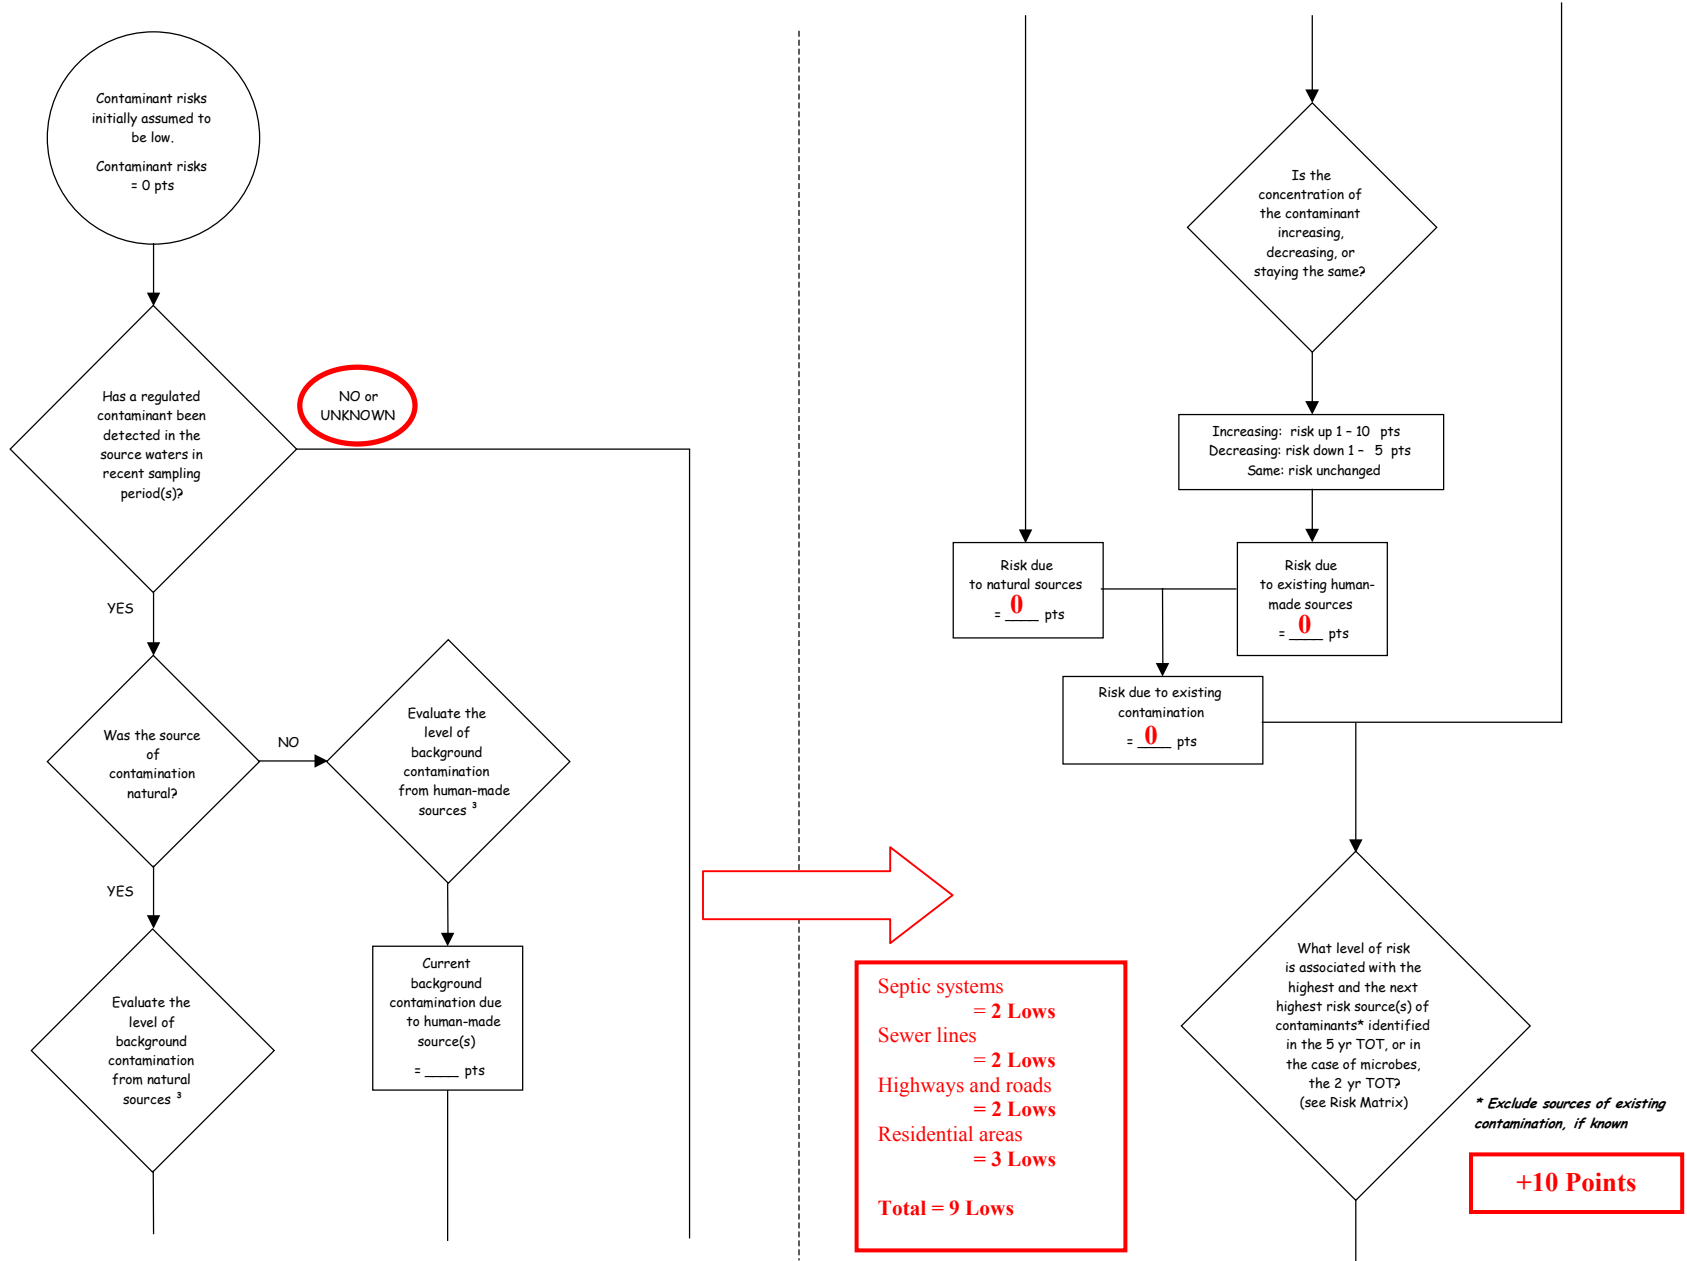 Contaminant risks
initially assumed to
be low.
Contaminant risks
= 0 pts
Has a regulated
contaminant been
detected in the
source waters in
recent sampling
period(s)?
NO or
UNKNOWN
YES
Was the source
of
contamination
natural?
NO
Evaluate the
level of
background
contamination
from human-made
sources ³
YES
Evaluate the
level of
background
contamination
from natural
sources ³
Current
background
contamination due
to human-made
source(s)
= ____ pts
Is the
concentration of
the contaminant
increasing,
decreasing, or
staying the same?
Increasing: risk up 1 – 10 pts
Decreasing: risk down 1 – 5 pts
Same: risk unchanged
Risk due
to natural sources
= 0 pts
Risk due
to existing human-
made sources
= 0 pts
Risk due to existing
contamination
= 0 pts
Septic systems
= 2 Lows
Sewer lines
= 2 Lows
Highways and roads
= 2 Lows
Residential areas
= 3 Lows
Total = 9 Lows
What level of risk
is associated with the
highest and the next
highest risk source(s) of
contaminants* identified
in the 5 yr TOT, or in
the case of microbes,
the 2 yr TOT?
(see Risk Matrix)
* Exclude sources of existing
contamination, if known
+10 Points